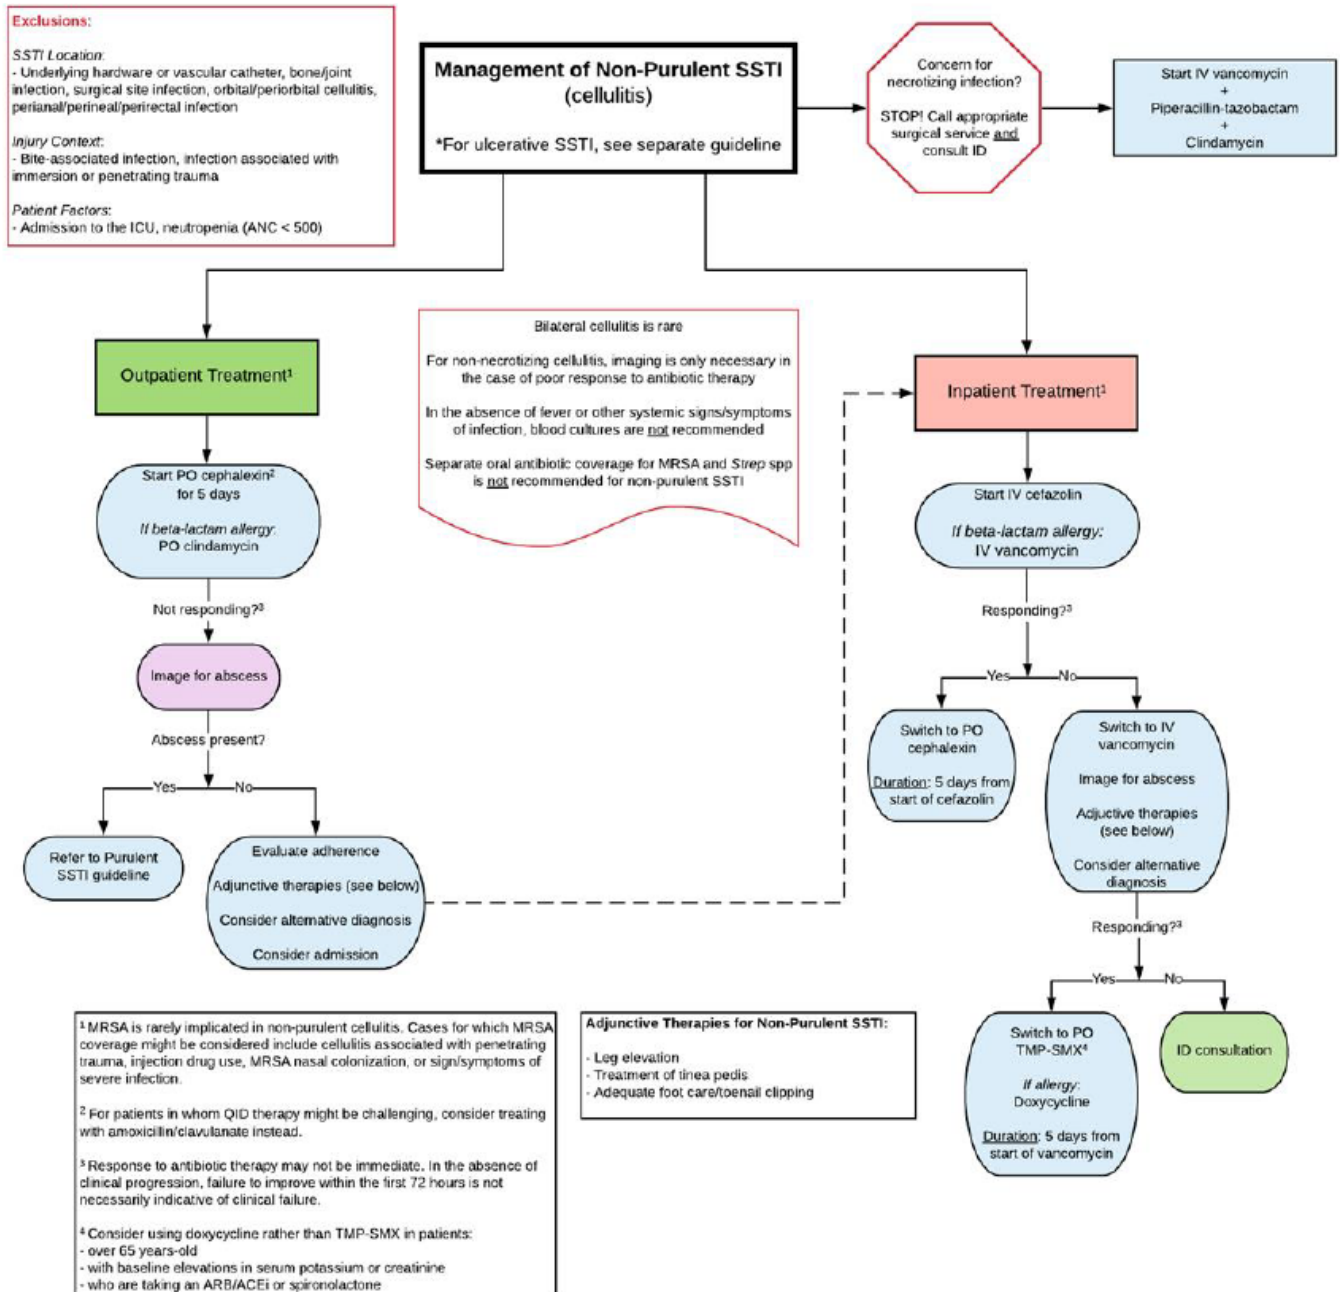 Exclusions:
SSTI Location:
- Underlying hardware or vascular catheter, bone/joint
infection, surgical site infection, orbital/periorbital cellulitis,
perianal/perineal/perirectal infection
Injury Context:
- Bite-associated infection, infection associated with
immersion or penetrating trauma
Patient Factors:
- Admission to the ICU, neutropenia (ANC < 500)
Management of Non-Purulent SSTI
(cellulitis)
*For ulcerative SSTI, see separate guideline
Concern for
necrotizing infection?
STOP! Call appropriate
surgical service and
consult ID
Start IV vancomycin
+
Piperacillin-tazobactam
+
Clindamycin
Outpatient Treatment¹
Start PO cephalexin²
for 5 days
If beta-lactam allergy:
PO clindamycin
Not responding?³
Image for abscess
Abscess present?
Yes
No
Refer to Purulent
SSTI guideline
Evaluate adherence
Adjunctive therapies (see below)
Consider alternative diagnosis
Consider admission
Bilateral cellulitis is rare
For non-necrotizing cellulitis, imaging is only necessary in
the case of poor response to antibiotic therapy
In the absence of fever or other systemic signs/symptoms
of infection, blood cultures are not recommended
Separate oral antibiotic coverage for MRSA and Strep spp
is not recommended for non-purulent SSTI
Inpatient Treatment¹
Start IV cefazolin
If beta-lactam allergy:
IV vancomycin
Responding?³
Yes
No
Switch to PO
cephalexin
Duration: 5 days from
start of cefazolin
Switch to IV
vancomycin
Image for abscess
Adjuctive therapies
(see below)
Consider alternative
diagnosis
Responding?³
Yes
No
Switch to PO
TMP-SMX⁴
If allergy:
Doxycycline
Duration: 5 days from
start of vancomycin
ID consultation
¹ MRSA is rarely implicated in non-purulent cellulitis. Cases for which MRSA
coverage might be considered include cellulitis associated with penetrating
trauma, injection drug use, MRSA nasal colonization, or sign/symptoms of
severe infection.
² For patients in whom QID therapy might be challenging, consider treating
with amoxicillin/clavulanate instead.
³ Response to antibiotic therapy may not be immediate. In the absence of
clinical progression, failure to improve within the first 72 hours is not
necessarily indicative of clinical failure.
⁴ Consider using doxycycline rather than TMP-SMX in patients:
- over 65 years-old
- with baseline elevations in serum potassium or creatinine
- who are taking an ARB/ACEi or spironolactone
Adjunctive Therapies for Non-Purulent SSTI:
- Leg elevation
- Treatment of tinea pedis
- Adequate foot care/toenail clipping